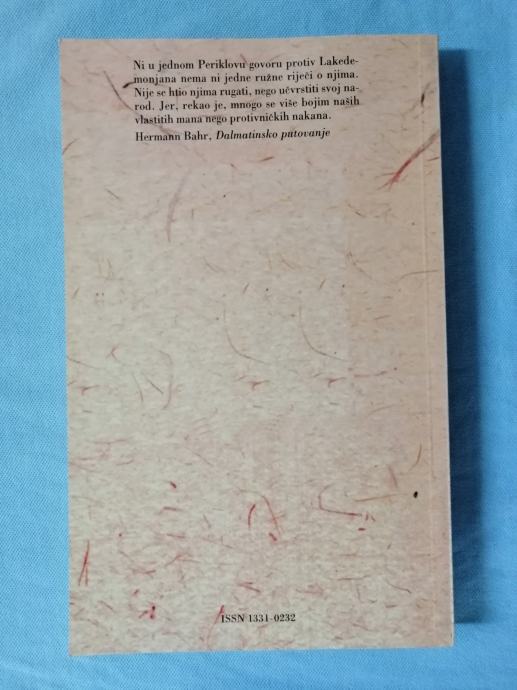 Ni u jednom Periklovu govoru protiv Lakede-
monjana nema ni jedne ružne riječi o njima.
Nije se htio njima rugati, nego učvrstiti svoj na-
rod. Jer, rekao je, mnogo se više bojim naših
vlastitih mana nego protivničkih nakana.
Hermann Bahr, Dalmatinsko putovanje
ISSN 1331-0232